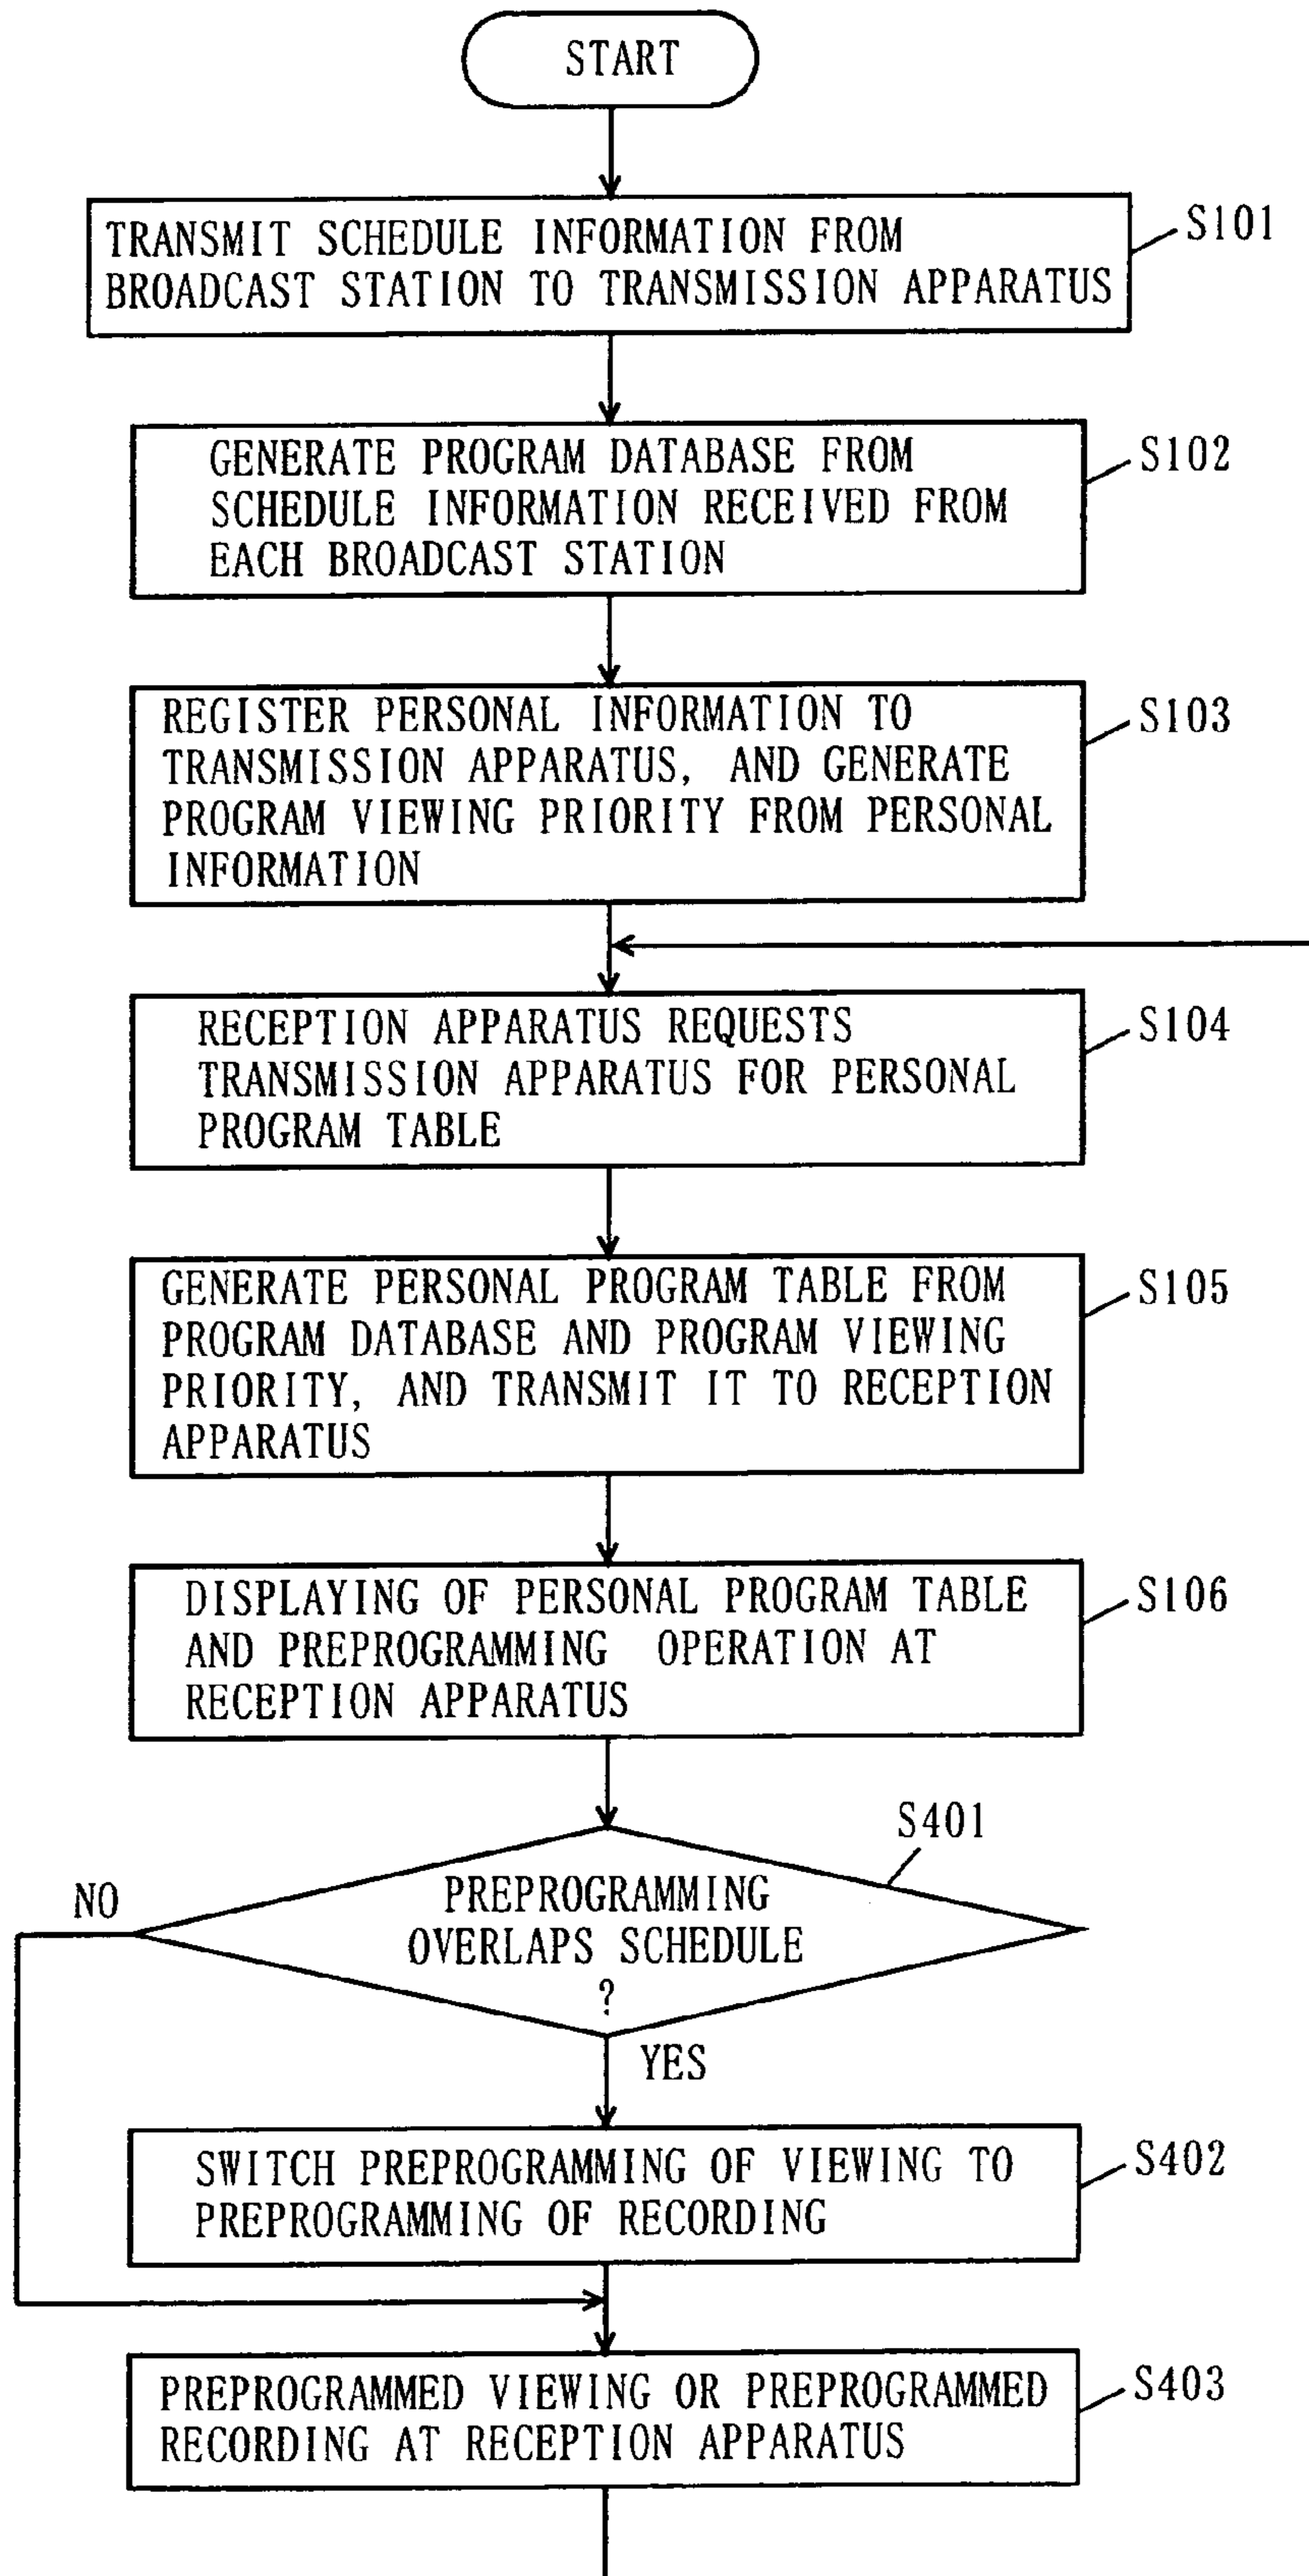 START
TRANSMIT SCHEDULE INFORMATION FROM
BROADCAST STATION TO TRANSMISSION APPARATUS
S101
GENERATE PROGRAM DATABASE FROM
SCHEDULE INFORMATION RECEIVED FROM
EACH BROADCAST STATION
S102
REGISTER PERSONAL INFORMATION TO
TRANSMISSION APPARATUS, AND GENERATE
PROGRAM VIEWING PRIORITY FROM PERSONAL
INFORMATION
S103
RECEPTION APPARATUS REQUESTS
TRANSMISSION APPARATUS FOR PERSONAL
PROGRAM TABLE
S104
GENERATE PERSONAL PROGRAM TABLE FROM
PROGRAM DATABASE AND PROGRAM VIEWING
PRIORITY, AND TRANSMIT IT TO RECEPTION
APPARATUS
S105
DISPLAYING OF PERSONAL PROGRAM TABLE
AND PREPROGRAMMING OPERATION AT
RECEPTION APPARATUS
S106
S401
NO
PREPROGRAMMING
OVERLAPS SCHEDULE
?
YES
SWITCH PREPROGRAMMING OF VIEWING TO
PREPROGRAMMING OF RECORDING
S402
PREPROGRAMMED VIEWING OR PREPROGRAMMED
RECORDING AT RECEPTION APPARATUS
S403